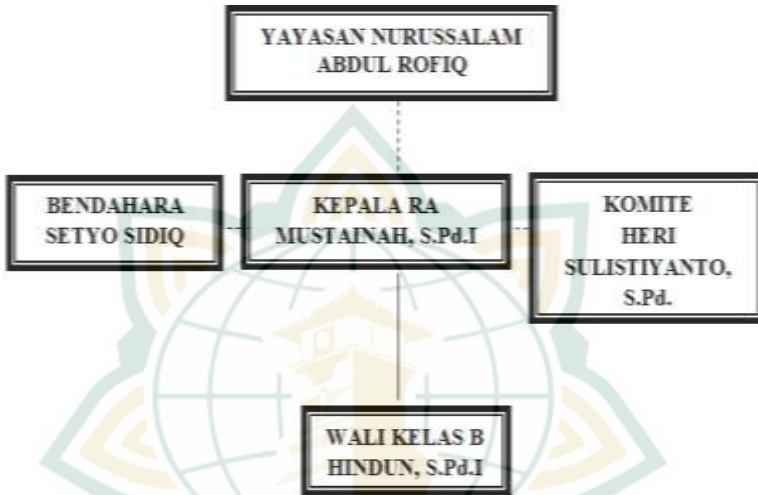 YAYASAN NURUSSALAM
ABDUL ROFIQ
BENDAHARA
SETYO SIDIQ
KEPALA RA
MUSTAINAH, S.Pd.I
KOMITE
HERI
SULISTIYANTO,
S.Pd.
WALI KELAS B
HINDUN, S.Pd.I